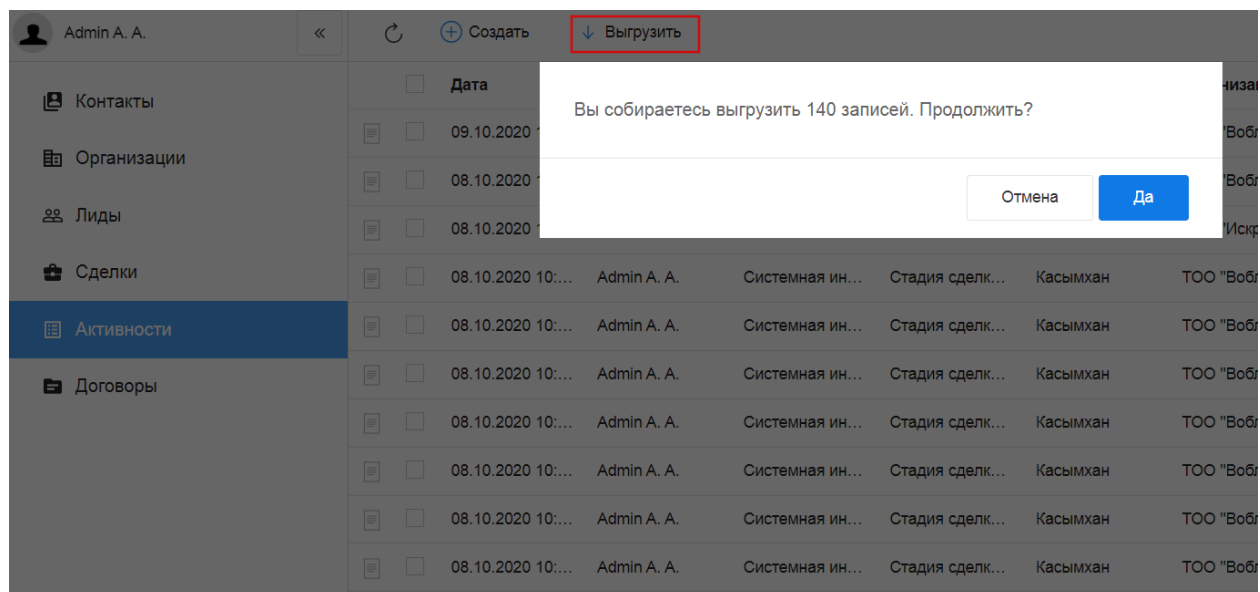 Admin A. A.
Создать
Выгрузить
Контакты
Организации
Лиды
Сделки
Активности
Договоры
Дата
Вы собираетесь выгрузить 140 записей. Продолжить?
Отмена
Да
09.10.2020
08.10.2020
08.10.2020
08.10.2020 10:... Admin A. A. Системная ин... Стадия сделк... Касымхан ТОО "Вобл
08.10.2020 10:... Admin A. A. Системная ин... Стадия сделк... Касымхан ТОО "Вобл
08.10.2020 10:... Admin A. A. Системная ин... Стадия сделк... Касымхан ТОО "Вобл
08.10.2020 10:... Admin A. A. Системная ин... Стадия сделк... Касымхан ТОО "Вобл
08.10.2020 10:... Admin A. A. Системная ин... Стадия сделк... Касымхан ТОО "Вобл
08.10.2020 10:... Admin A. A. Системная ин... Стадия сделк... Касымхан ТОО "Вобл
08.10.2020 10:... Admin A. A. Системная ин... Стадия сделк... Касымхан ТОО "Вобл